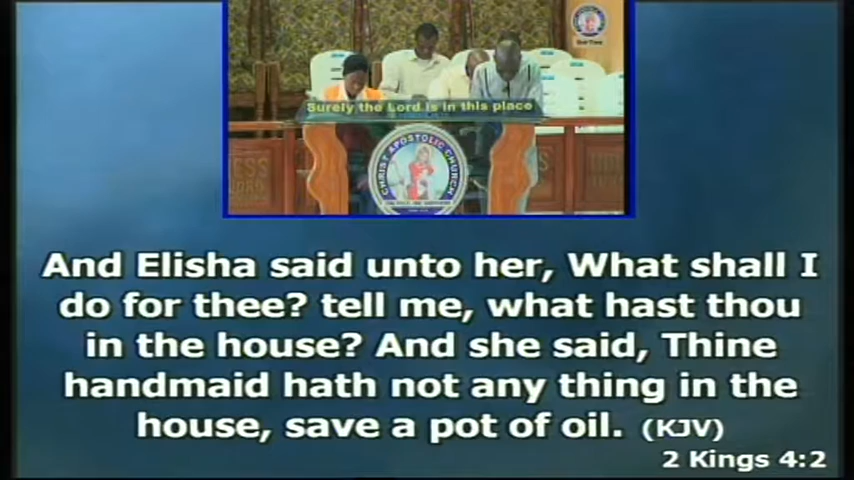 Surely the Lord is in this place
CHRIST APOSTOLIC CHURCH
And Elisha said unto her, What shall I
do for thee? tell me, what hast thou
in the house? And she said, Thine
handmaid hath not any thing in the
house, save a pot of oil. (KJV)
2 Kings 4:2